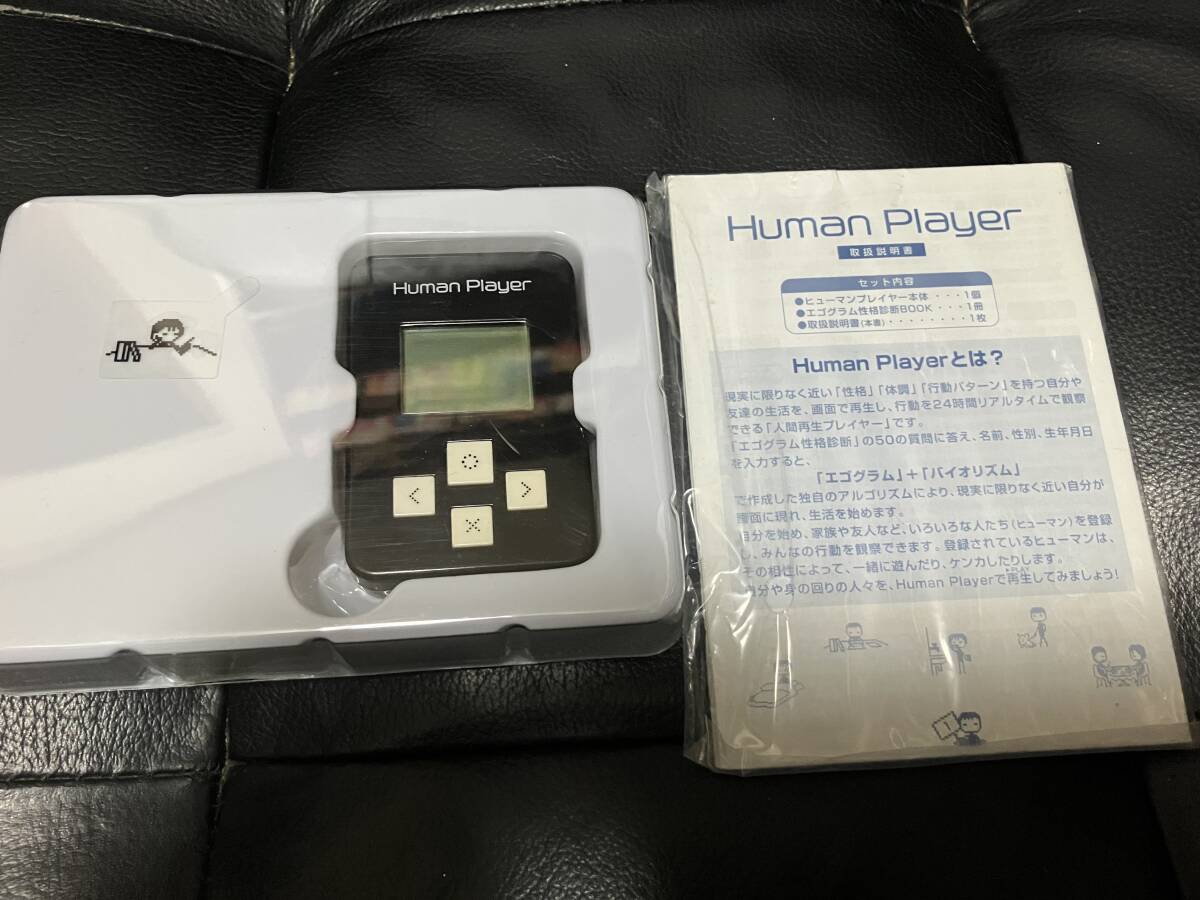 Human Player
Human Player
取扱説明書
セット内容
●ヒューマンプレイヤー本体・・・1個
●エゴグラム性格診断BOOK・・・1冊
●取扱説明書(本書)・・・・・・・・1枚
Human Playerとは?
現実に限りなく近い「性格」「体調」「行動パターン」を持つ自分や
友達の生活を、画面で再生し、行動を24時間リアルタイムで観察
できる「人間再生プレイヤー」です。
「エゴグラム性格診断」の50の質問に答え、名前、性別、生年月日
を入力すると、
「エゴグラム」+「バイオリズム」
で作成した独自のアルゴリズムにより、現実に限りなく近い自分が
画面に現れ、生活を始めます。
自分を始め、家族や友人など、いろいろな人たち(ヒューマン)を登録
し、みんなの行動を観察できます。登録されているヒューマンは、
その相性によって、一緒に遊んだり、ケンカしたりします。
PLAY
自分や身の回りの人々を、Human Playerで再生してみましょう!